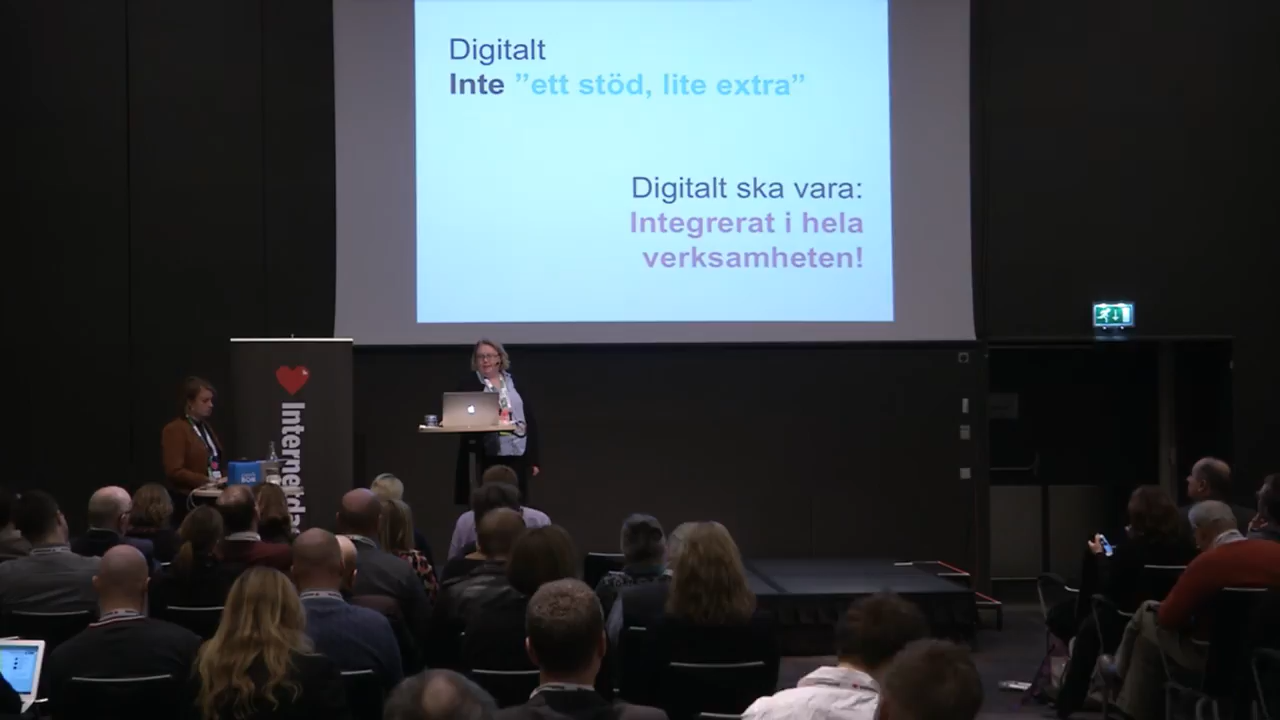 Digitalt
Inte ”ett stöd, lite extra”
Digitalt ska vara:
Integrerat i hela
verksamheten!